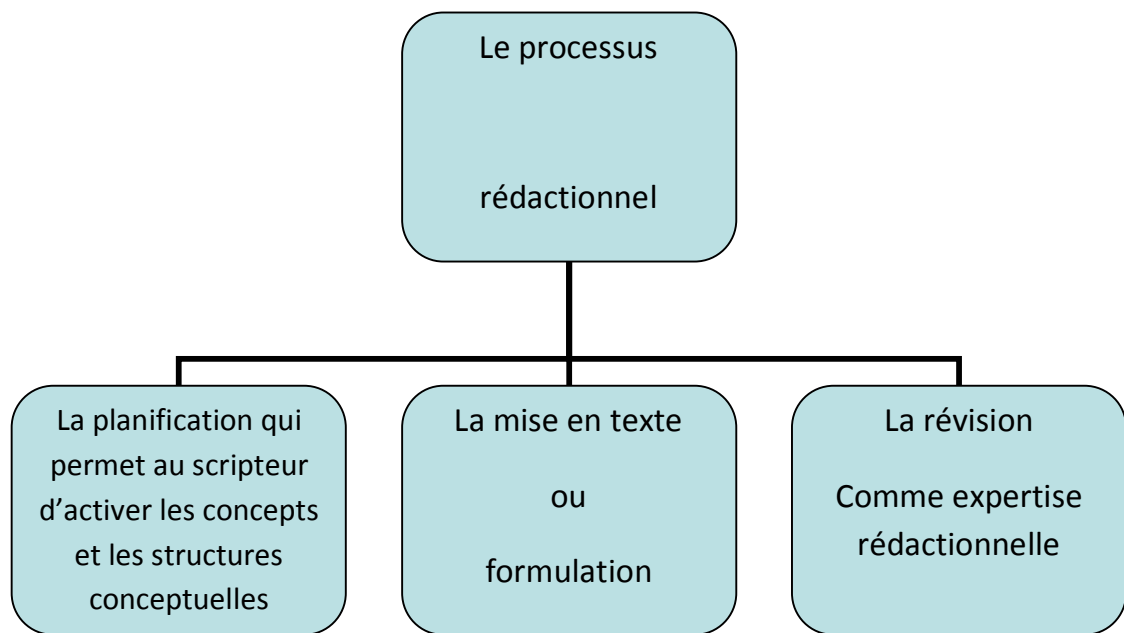 Le processus
rédactionnel
La planification qui
permet au scripteur
d’activer les concepts
et les structures
conceptuelles
La mise en texte
ou
formulation
La révision
Comme expertise
rédactionnelle